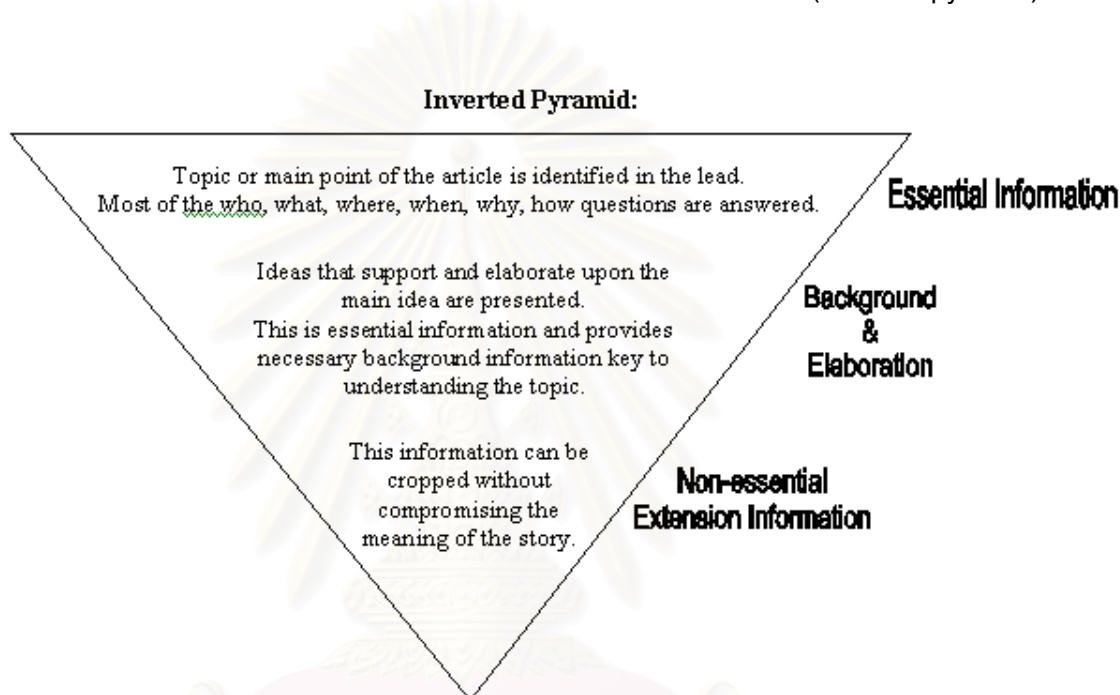 Inverted Pyramid:
Topic or main point of the article is identified in the lead.
Most of the who, what, where, when, why, how questions are answered.
Essential Information
Ideas that support and elaborate upon the
main idea are presented.
This is essential information and provides
necessary background information key to
understanding the topic.
Background
&
Elaboration
This information can be
cropped without
compromising the
meaning of the story.
Non-essential
Extension Information